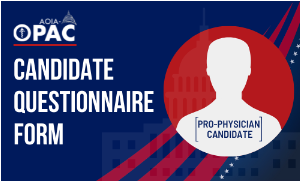 AOIA-
OPAC
CANDIDATE
QUESTIONNAIRE
FORM
[PRO-PHYSICIAN
CANDIDATE]